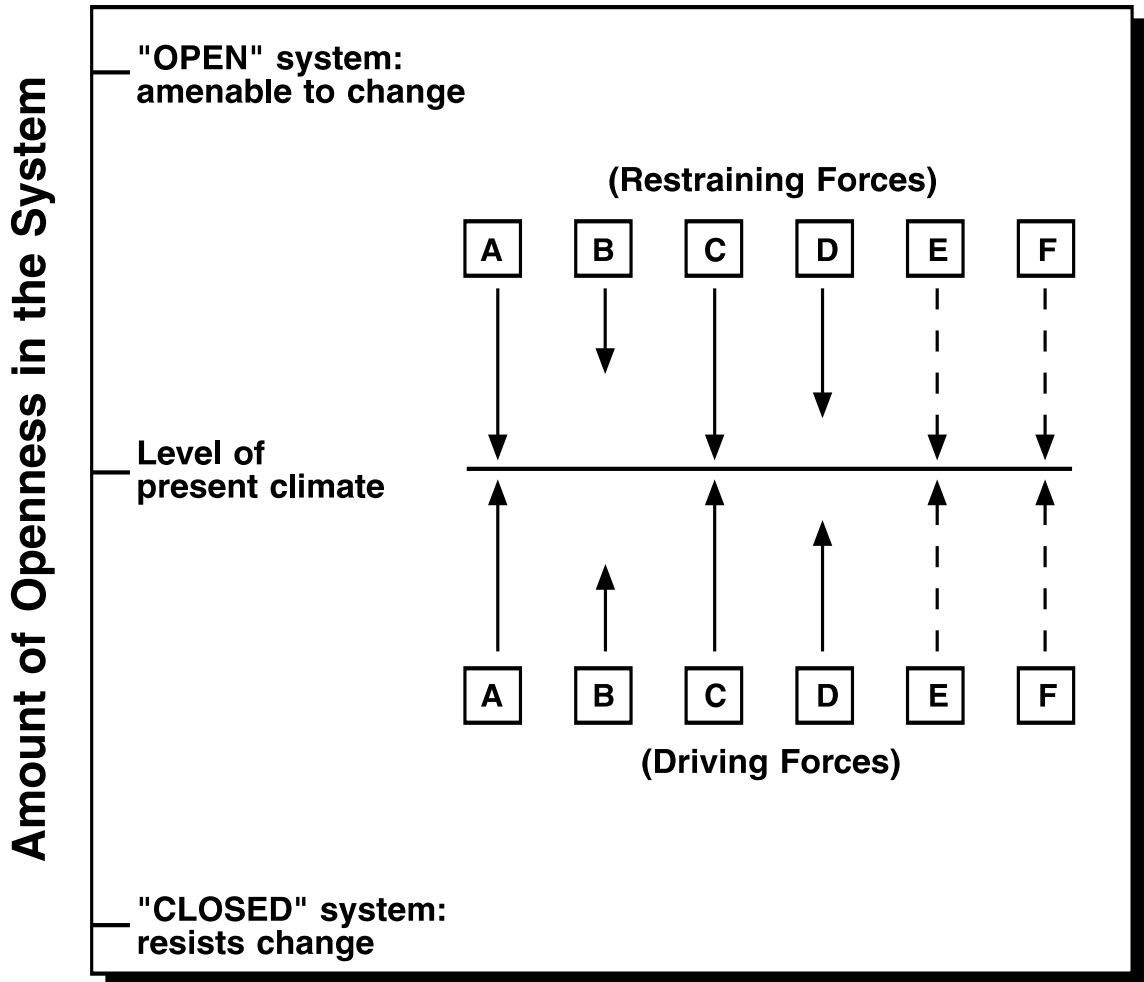 Amount of Openness in the System
"OPEN" system:
amenable to change
(Restraining Forces)
A B C D E F
Level of
present climate
A B C D E F
(Driving Forces)
"CLOSED" system:
resists change